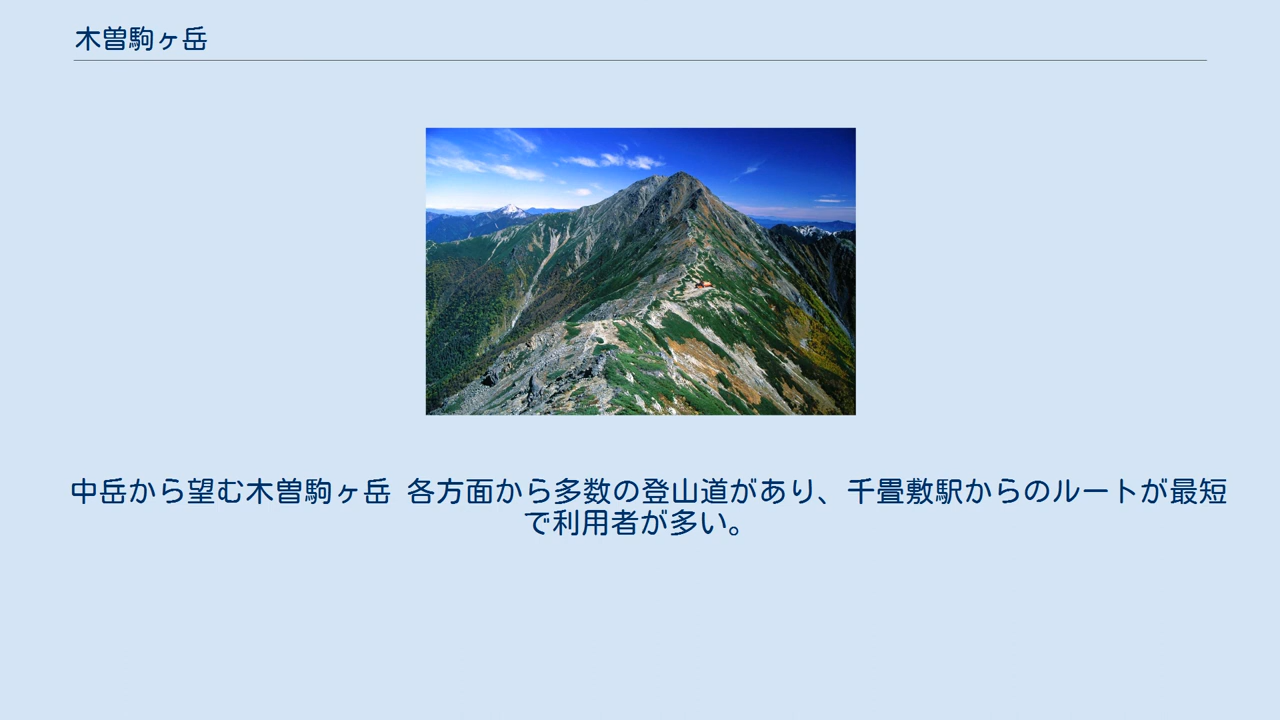 木曽駒ヶ岳
中岳から望む木曽駒ヶ岳 各方面から多数の登山道があり、千畳敷駅からのルートが最短
で利用者が多い。